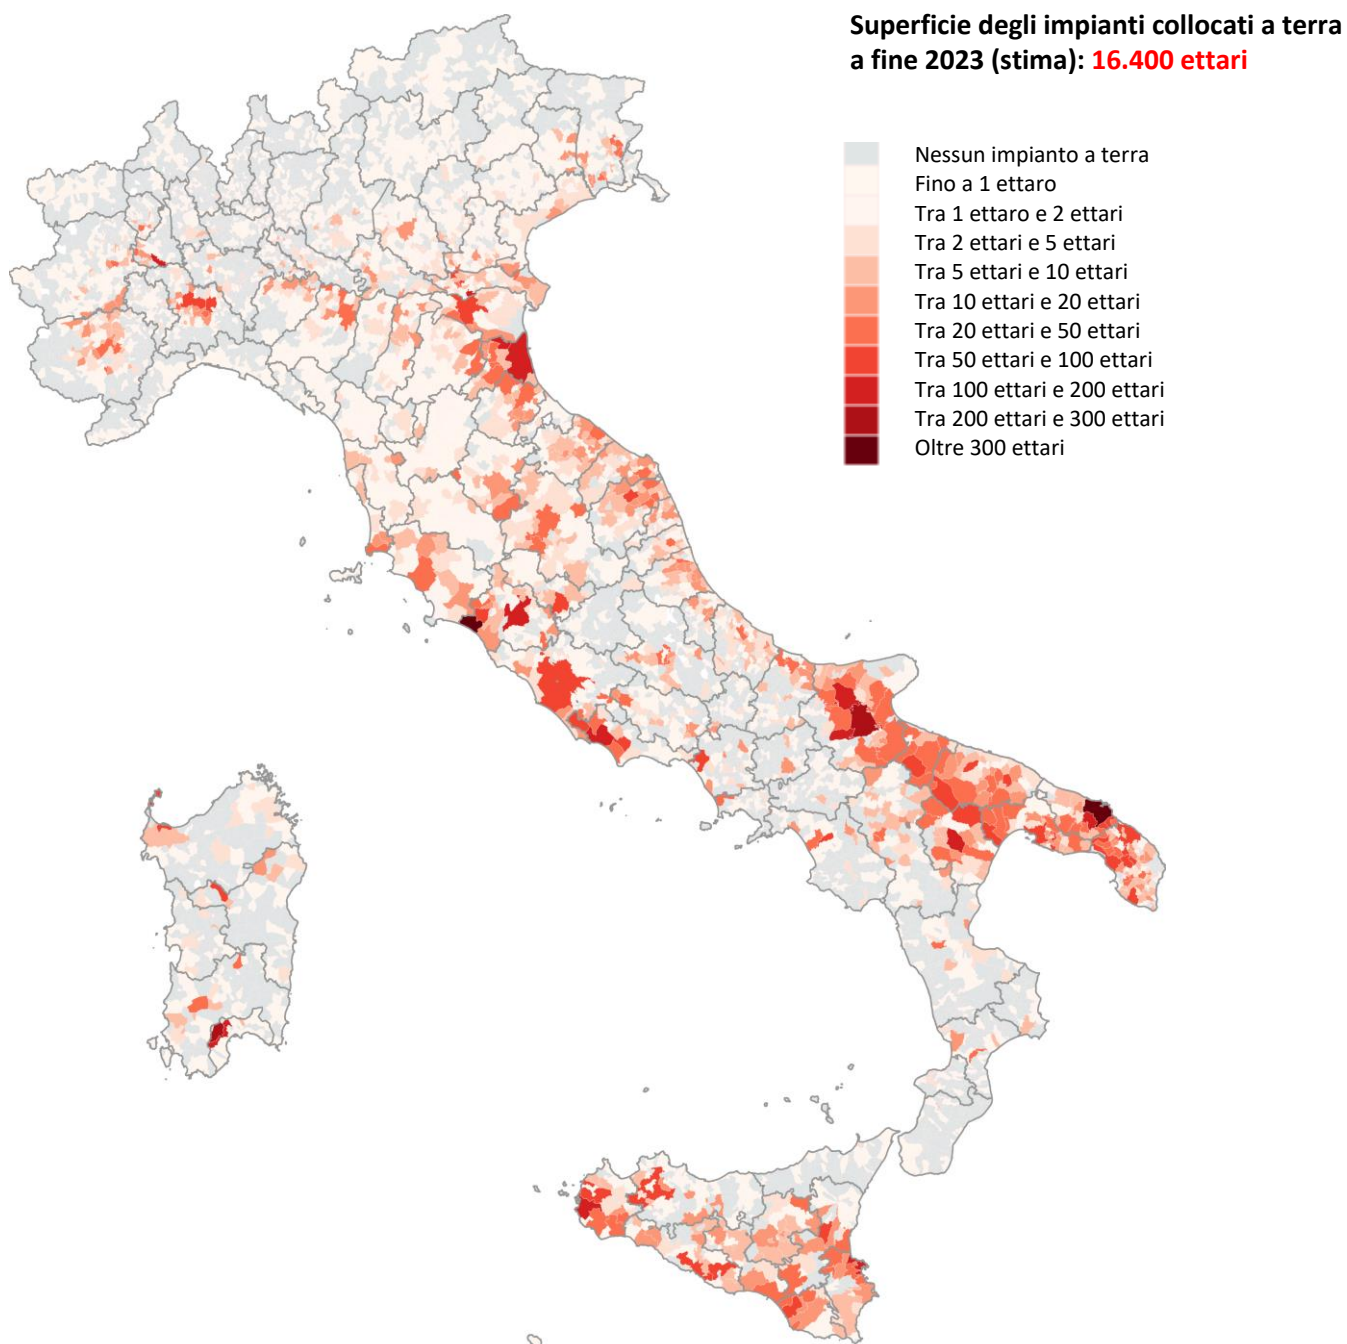 Superficie degli impianti collocati a terra
a fine 2023 (stima): 16.400 ettari
Nessun impianto a terra
Fino a 1 ettaro
Tra 1 ettaro e 2 ettari
Tra 2 ettari e 5 ettari
Tra 5 ettari e 10 ettari
Tra 10 ettari e 20 ettari
Tra 20 ettari e 50 ettari
Tra 50 ettari e 100 ettari
Tra 100 ettari e 200 ettari
Tra 200 ettari e 300 ettari
Oltre 300 ettari